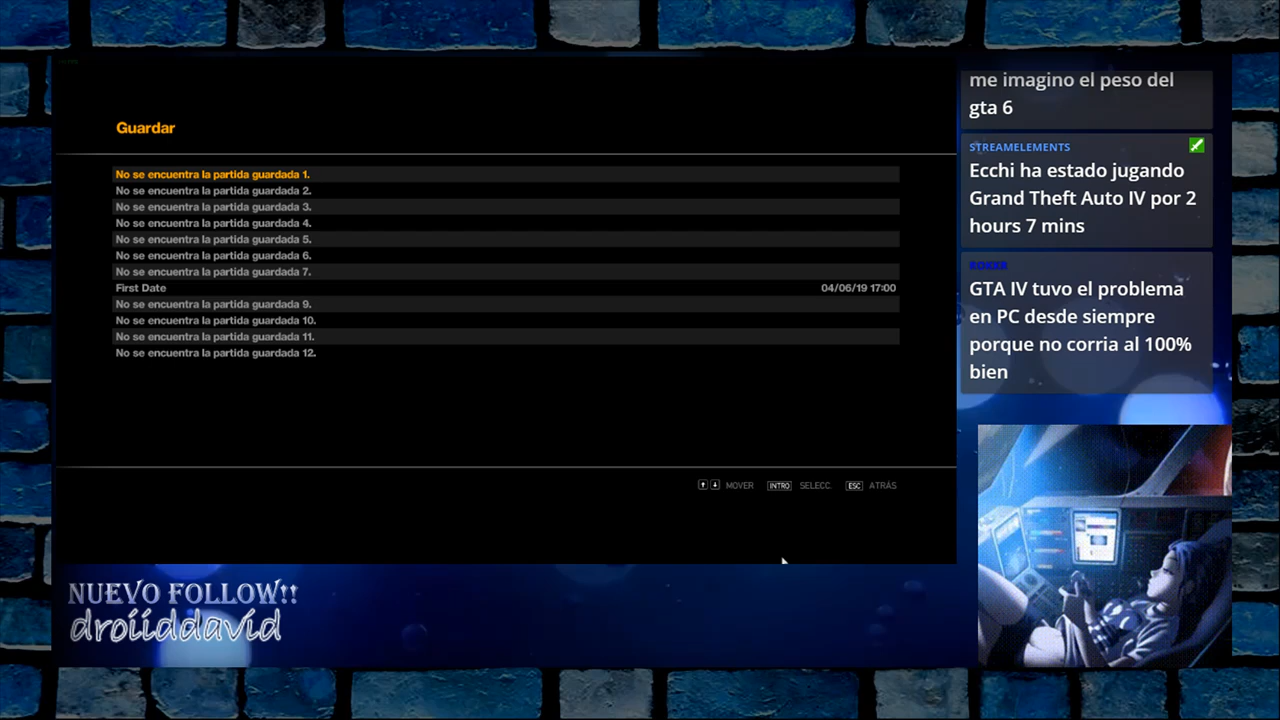 Guardar
No se encuentra la partida guardada 1.
No se encuentra la partida guardada 2.
No se encuentra la partida guardada 3.
No se encuentra la partida guardada 4.
No se encuentra la partida guardada 5.
No se encuentra la partida guardada 6.
No se encuentra la partida guardada 7.
First Date 04/06/19 17:00
No se encuentra la partida guardada 9.
No se encuentra la partida guardada 10.
No se encuentra la partida guardada 11.
No se encuentra la partida guardada 12.
MOVER INTRO SELECC. ESC ATRÁS
me imagino el peso del
gta 6
STREAMELEMENTS
Ecchi ha estado jugando
Grand Theft Auto IV por 2
hours 7 mins
GTA IV tuvo el problema
en PC desde siempre
porque no corria al 100%
bien
NUEVO FOLLOW!!
droiiddavid